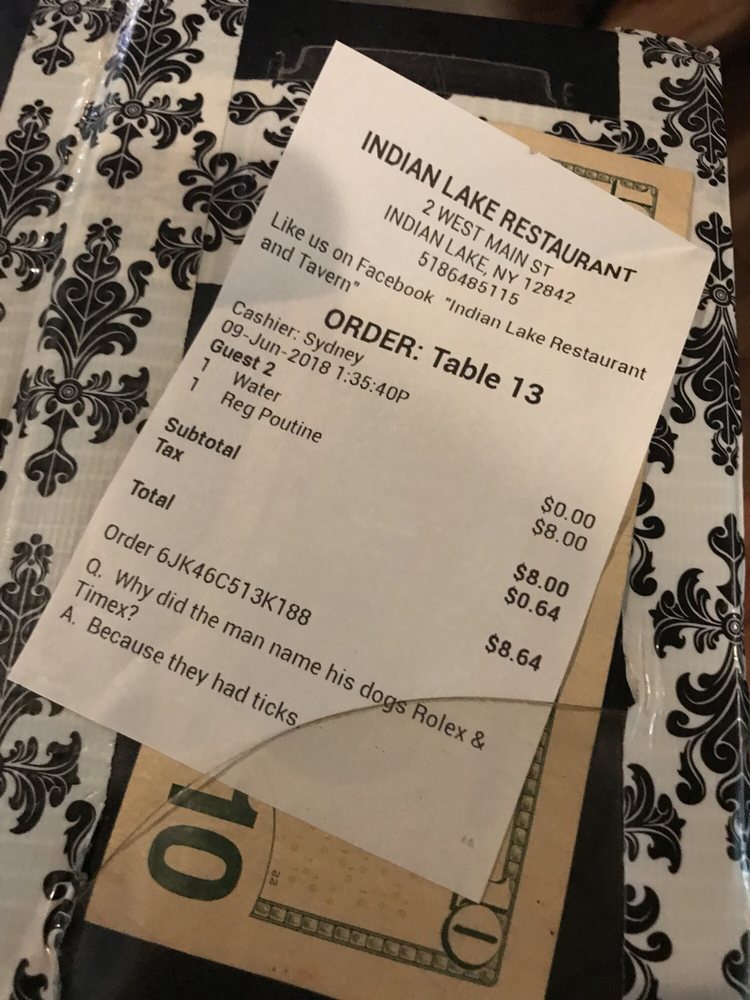 INDIAN LAKE RESTAURANT
2 WEST MAIN ST
INDIAN LAKE, NY 12842
5186485115
Like us on Facebook "Indian Lake Restaurant
and Tavern"
ORDER: Table 13
Cashier: Sydney
09-Jun-2018 1:35:40P
Guest 2
1 Water $0.00
1 Reg Poutine $8.00
Subtotal $8.00
Tax $0.64
Total $8.64
Order 6JK46C513K188
Q. Why did the man name his dogs Rolex &
Timex?
A. Because they had ticks
10
aa